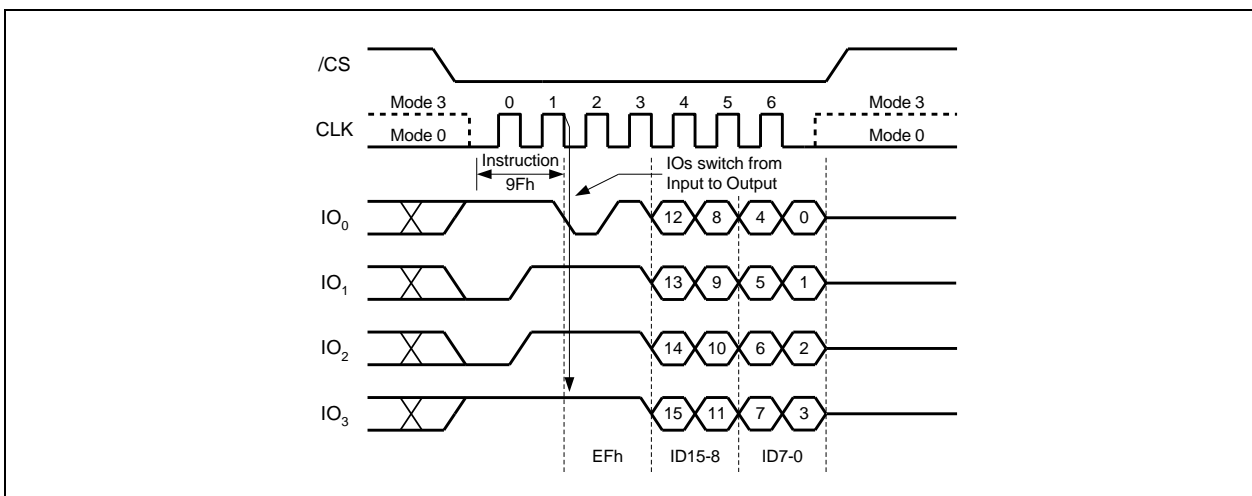 /CS
Mode 3 0 1 2 3 4 5 6 Mode 3
CLK
Mode 0 Mode 0
Instruction
9Fh
IOs switch from
Input to Output
IO0 12 8 4 0
IO1 13 9 5 1
IO2 14 10 6 2
IO3 15 11 7 3
EFh ID15-8 ID7-0